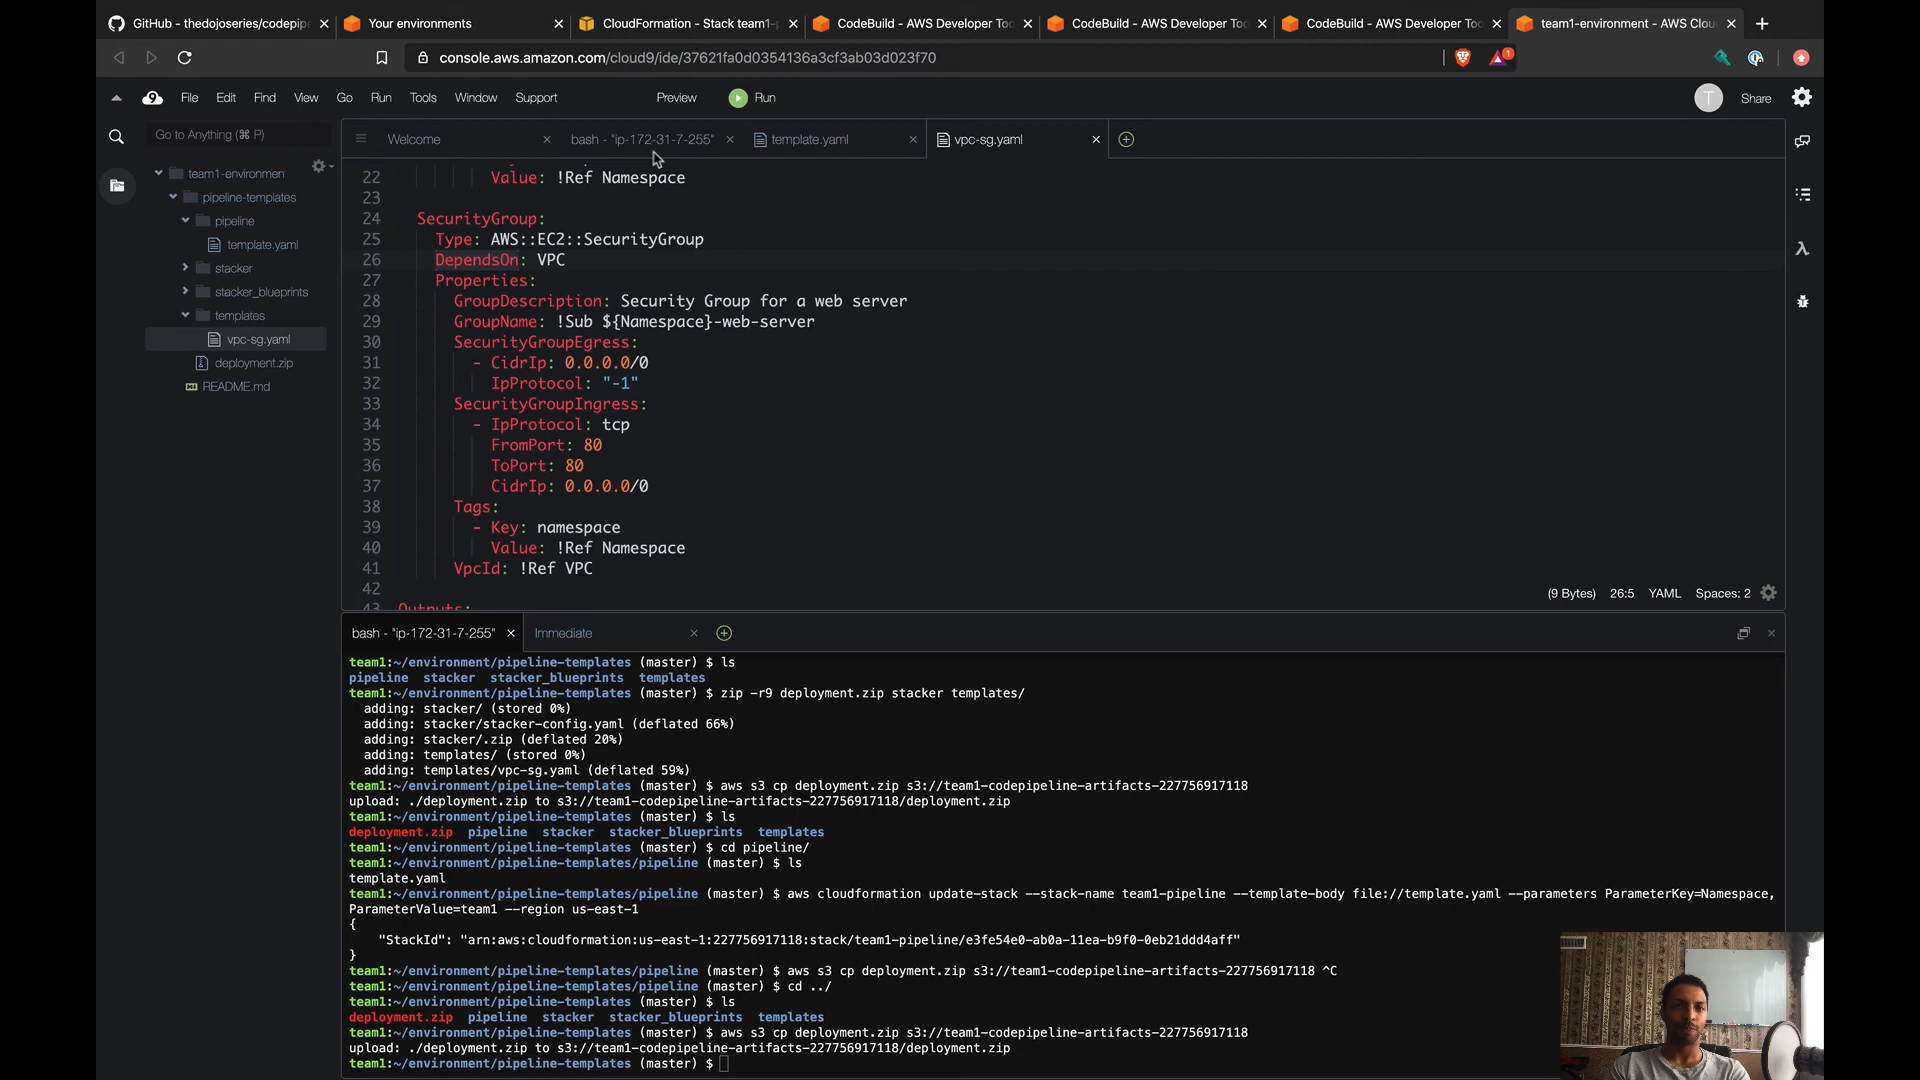 GitHub - thedojoseries/codepip
Your environments
CloudFormation - Stack team1-p
CodeBuild - AWS Developer Too
CodeBuild - AWS Developer Too
CodeBuild - AWS Developer Too
team1-environment - AWS Clou
console.aws.amazon.com/cloud9/ide/37621fa0d0354136a3cf3ab03d023f70
1
9 File Edit Find View Go Run Tools Window Support Preview Run
T Share
Go to Anything (⌘ P)
Welcome
bash - "ip-172-31-7-255"
template.yaml
vpc-sg.yaml
team1-environmen
pipeline-templates
pipeline
template.yaml
stacker
stacker_blueprints
templates
vpc-sg.yaml
deployment.zip
README.md
22 Value: !Ref Namespace
23
24 SecurityGroup:
25 Type: AWS::EC2::SecurityGroup
26 DependsOn: VPC
27 Properties:
28 GroupDescription: Security Group for a web server
29 GroupName: !Sub ${Namespace}-web-server
30 SecurityGroupEgress:
31 - CidrIp: 0.0.0.0/0
32 IpProtocol: "-1"
33 SecurityGroupIngress:
34 - IpProtocol: tcp
35 FromPort: 80
36 ToPort: 80
37 CidrIp: 0.0.0.0/0
38 Tags:
39 - Key: namespace
40 Value: !Ref Namespace
41 VpcId: !Ref VPC
42
43 Outputs:
(9 Bytes) 26:5 YAML Spaces: 2
bash - "ip-172-31-7-255" Immediate
team1:~/environment/pipeline-templates (master) $ ls
pipeline stacker stacker_blueprints templates
team1:~/environment/pipeline-templates (master) $ zip -r9 deployment.zip stacker templates/
adding: stacker/ (stored 0%)
adding: stacker/stacker-config.yaml (deflated 66%)
adding: stacker/.zip (deflated 20%)
adding: templates/ (stored 0%)
adding: templates/vpc-sg.yaml (deflated 59%)
team1:~/environment/pipeline-templates (master) $ aws s3 cp deployment.zip s3://team1-codepipeline-artifacts-227756917118
upload: ./deployment.zip to s3://team1-codepipeline-artifacts-227756917118/deployment.zip
team1:~/environment/pipeline-templates (master) $ ls
deployment.zip pipeline stacker stacker_blueprints templates
team1:~/environment/pipeline-templates (master) $ cd pipeline/
team1:~/environment/pipeline-templates/pipeline (master) $ ls
template.yaml
team1:~/environment/pipeline-templates/pipeline (master) $ aws cloudformation update-stack --stack-name team1-pipeline --template-body file://template.yaml --parameters ParameterKey=Namespace,
ParameterValue=team1 --region us-east-1
{
"StackId": "arn:aws:cloudformation:us-east-1:227756917118:stack/team1-pipeline/e3fe54e0-ab0a-11ea-b9f0-0eb21ddd4aff"
}
team1:~/environment/pipeline-templates/pipeline (master) $ aws s3 cp deployment.zip s3://team1-codepipeline-artifacts-227756917118 ^C
team1:~/environment/pipeline-templates/pipeline (master) $ cd ../
team1:~/environment/pipeline-templates (master) $ ls
deployment.zip pipeline stacker stacker_blueprints templates
team1:~/environment/pipeline-templates (master) $ aws s3 cp deployment.zip s3://team1-codepipeline-artifacts-227756917118
upload: ./deployment.zip to s3://team1-codepipeline-artifacts-227756917118/deployment.zip
team1:~/environment/pipeline-templates (master) $